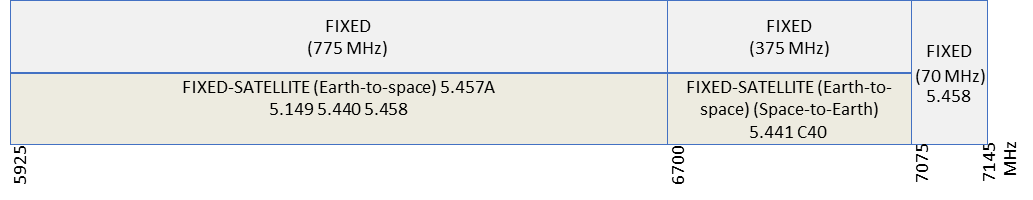 FIXED
(775 MHz)
FIXED
(375 MHz)
FIXED
(70 MHz)
5.458
FIXED-SATELLITE (Earth-to-space) 5.457A
5.149 5.440 5.458
FIXED-SATELLITE (Earth-to-
space) (Space-to-Earth)
5.441 C40
5925
6700
7075
7145
MHz